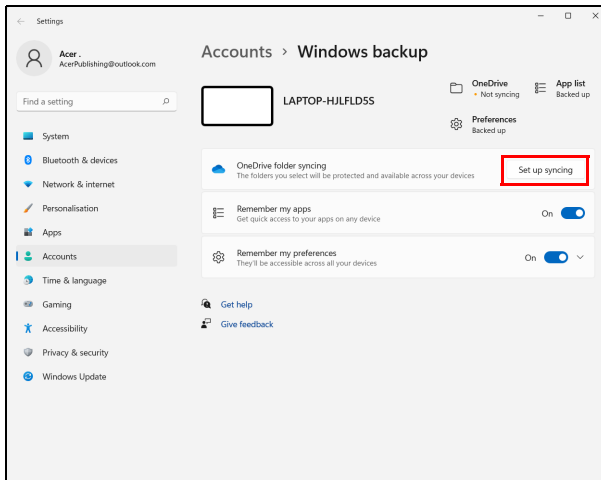 Settings
Acer .
AcerPublishing@outlook.com
Find a setting
System
Bluetooth & devices
Network & internet
Personalisation
Apps
Accounts
Time & language
Gaming
Accessibility
Privacy & security
Windows Update
Accounts > Windows backup
LAPTOP-HJLFLD5S
OneDrive
• Not syncing
App list
Backed up
Preferences
Backed up
OneDrive folder syncing
The folders you select will be protected and available across your devices
Set up syncing
Remember my apps
Get quick access to your apps on any device
On
Remember my preferences
They'll be accessible across all your devices
On
Get help
Give feedback